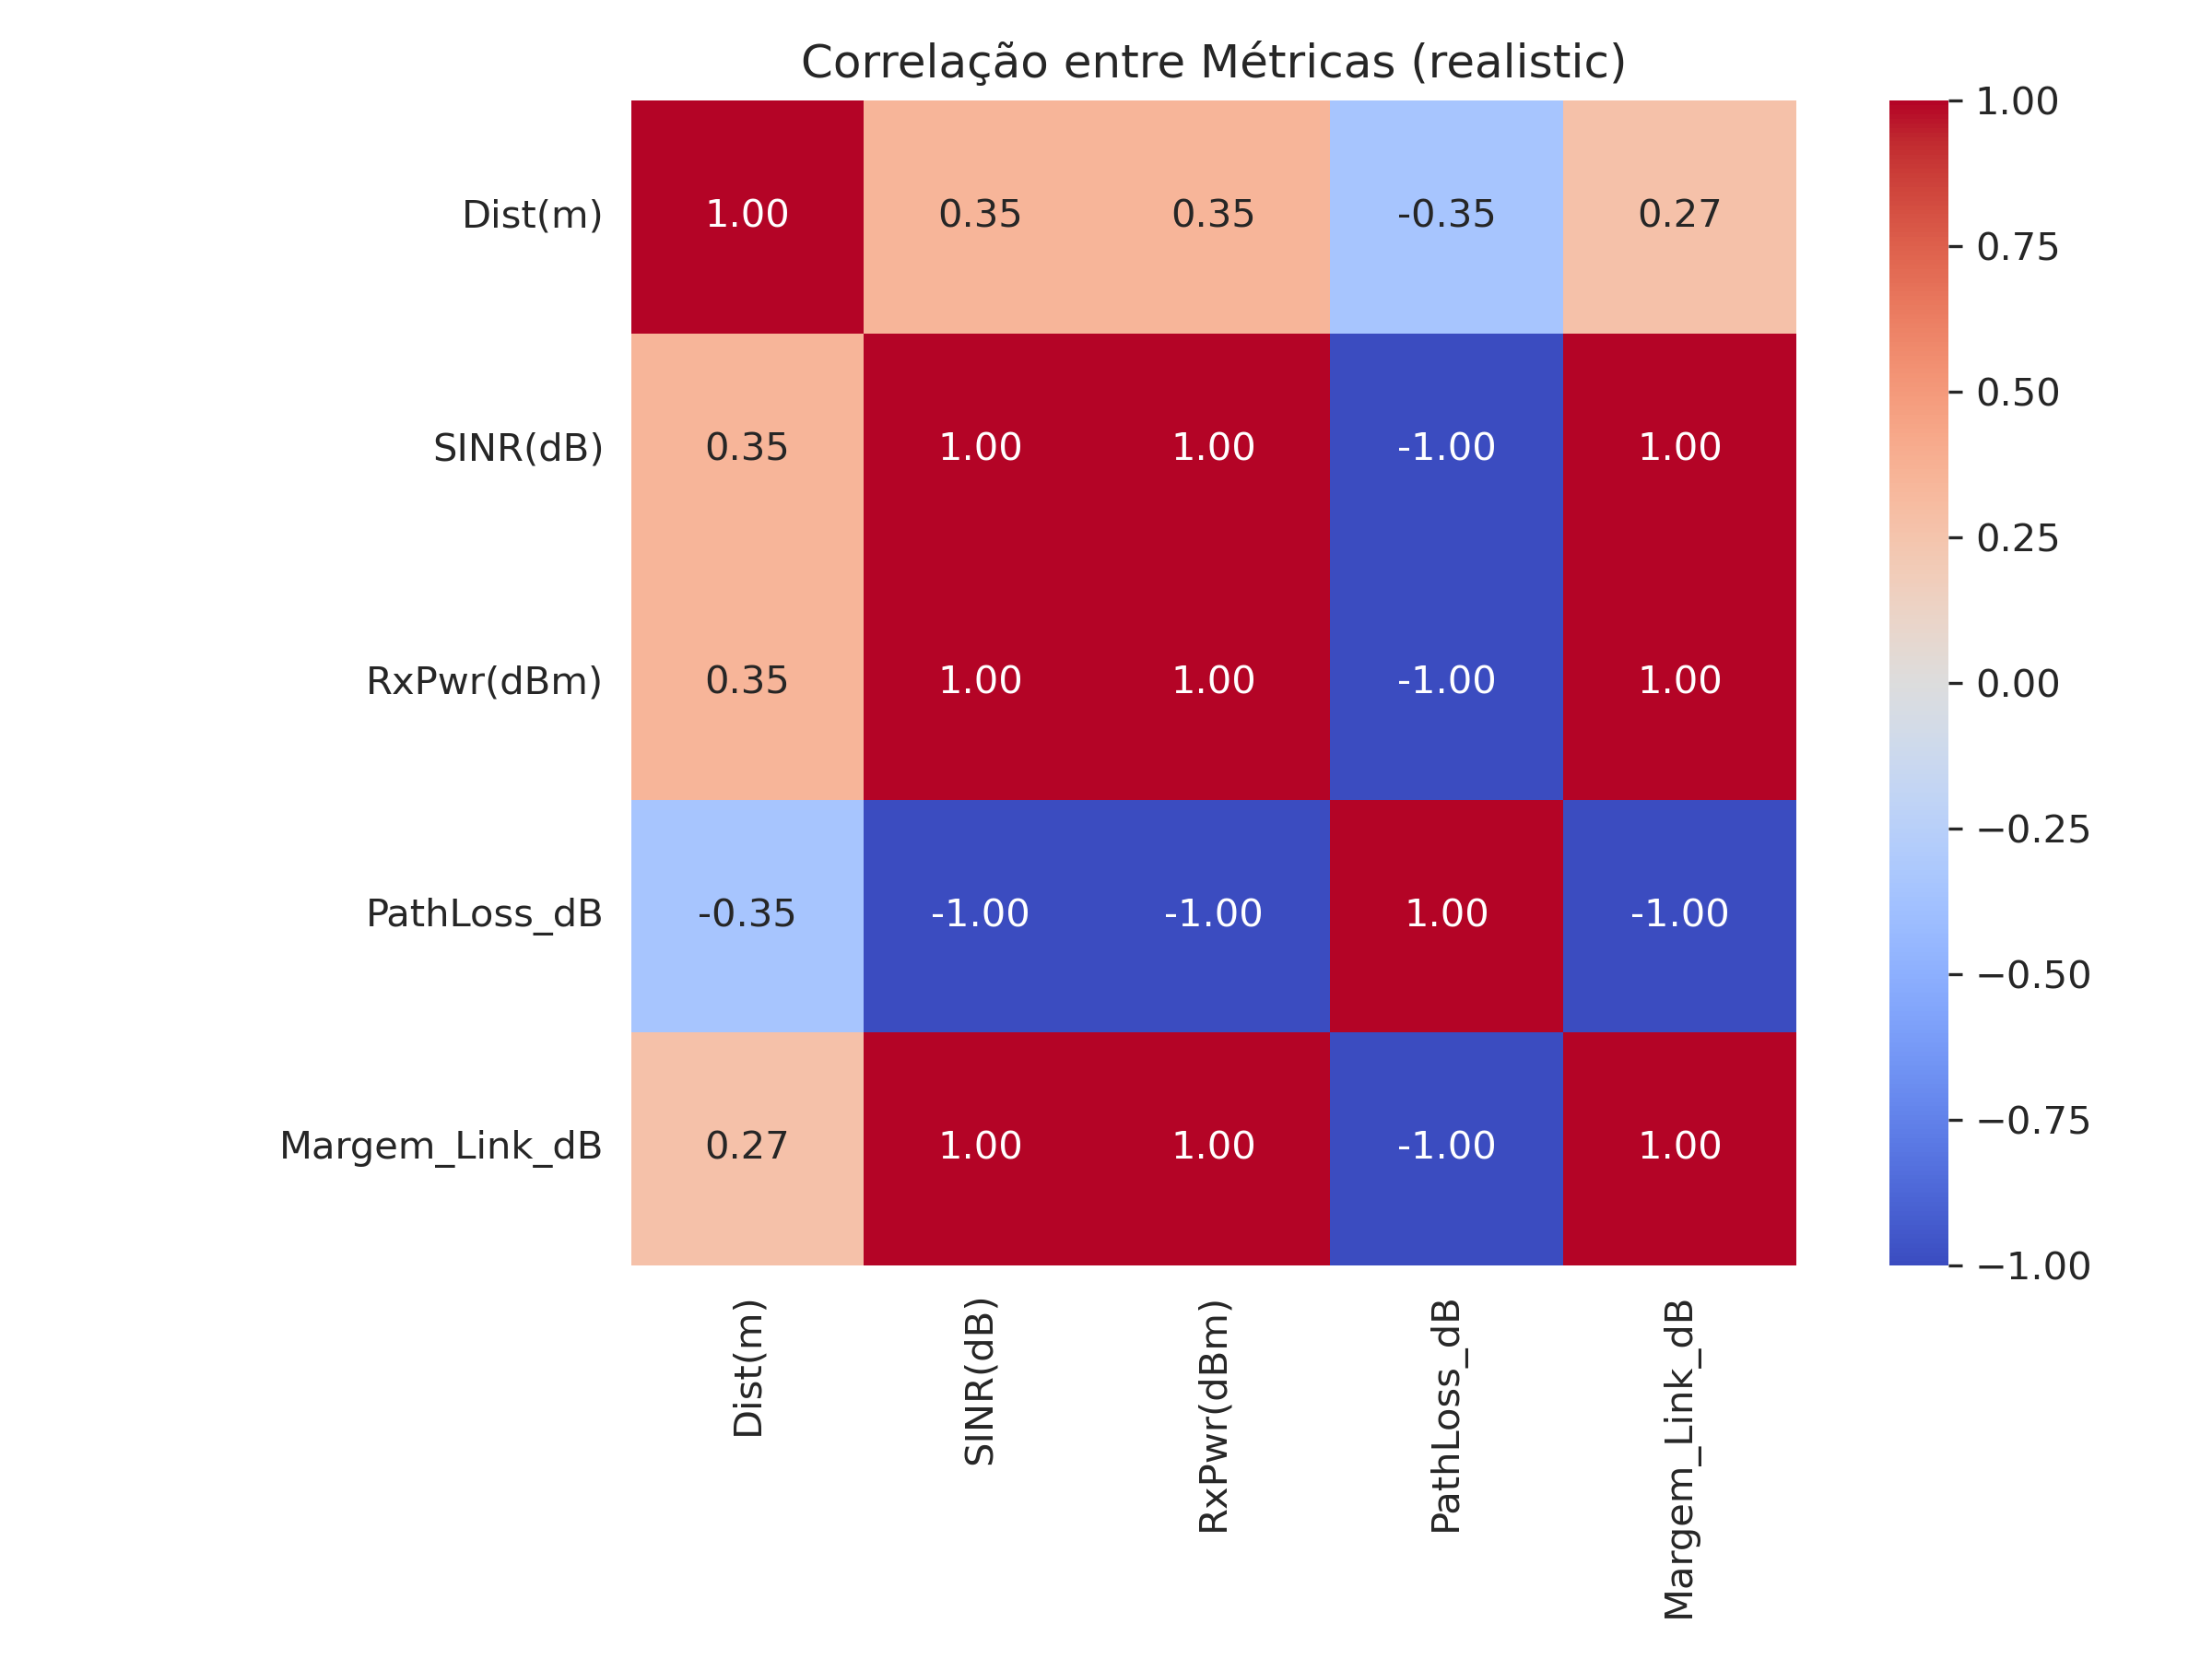 Correlação entre Métricas (realistic)
Dist(m) 1.00 0.35 0.35 -0.35 0.27
SINR(dB) 0.35 1.00 1.00 -1.00 1.00
RxPwr(dBm) 0.35 1.00 1.00 -1.00 1.00
PathLoss_dB -0.35 -1.00 -1.00 1.00 -1.00
Margem_Link_dB 0.27 1.00 1.00 -1.00 1.00
Dist(m) SINR(dB) RxPwr(dBm) PathLoss_dB Margem_Link_dB
1.00
0.75
0.50
0.25
0.00
−0.25
−0.50
−0.75
−1.00